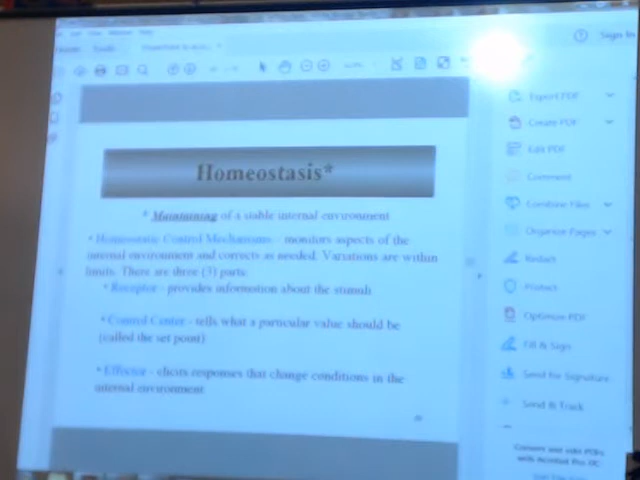 Sign In
Export PDF
Create PDF
Edit PDF
Comment
Combine Files
Organize Pages
Redact
Protect
Optimize PDF
Fill & Sign
Send for Signature
Send & Track
Homeostasis*
* Maintaining of a stable internal environment
* Homeostatic Control Mechanisms - monitors aspects of the
internal environment and corrects as needed. Variations are within
limits. There are three (3) parts:
* Receptor - provides information about the stimuli
* Control Center - tells what a particular value should be
(called the set point)
* Effector - elicits responses that change conditions in the
internal environment